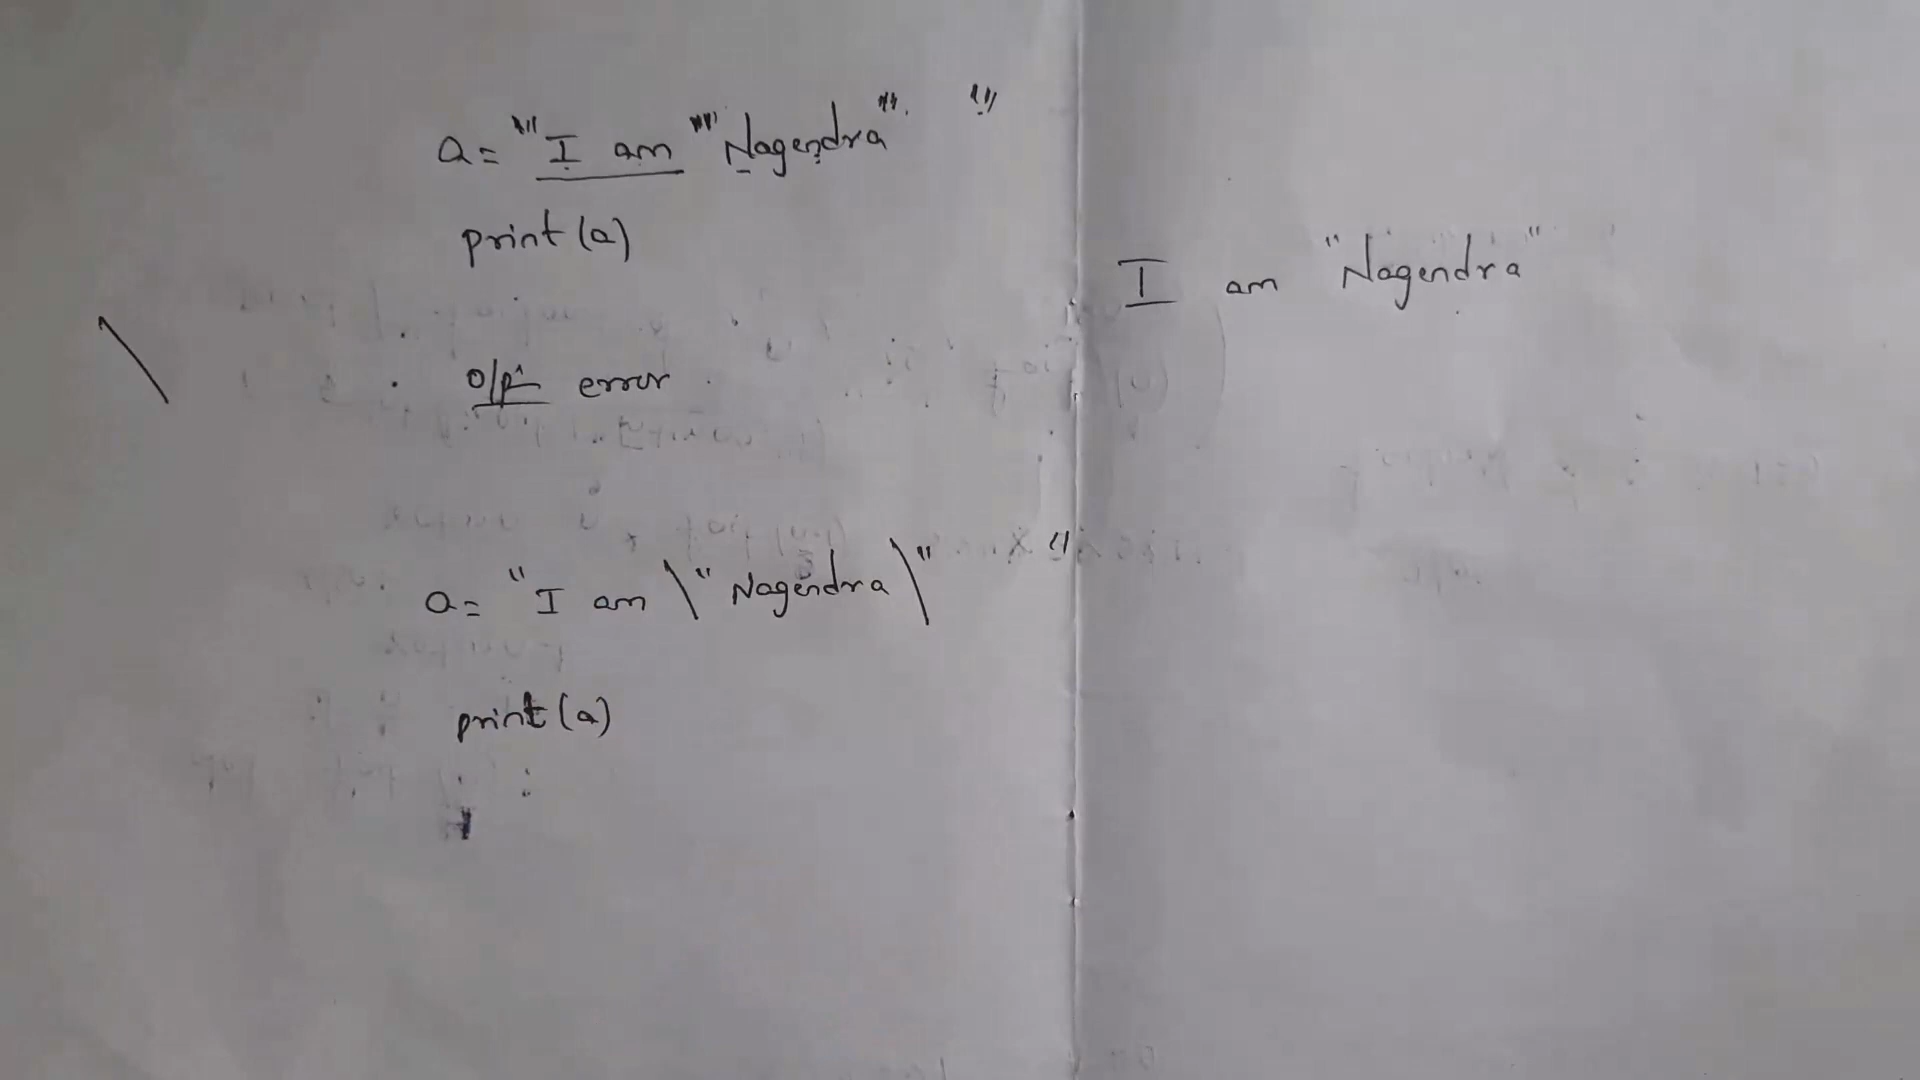 a= "I am "Nagendra" "
print(a)
I am "Nagendra"
\
o/p: error
a= "I am \"Nagendra\" "
print(a)